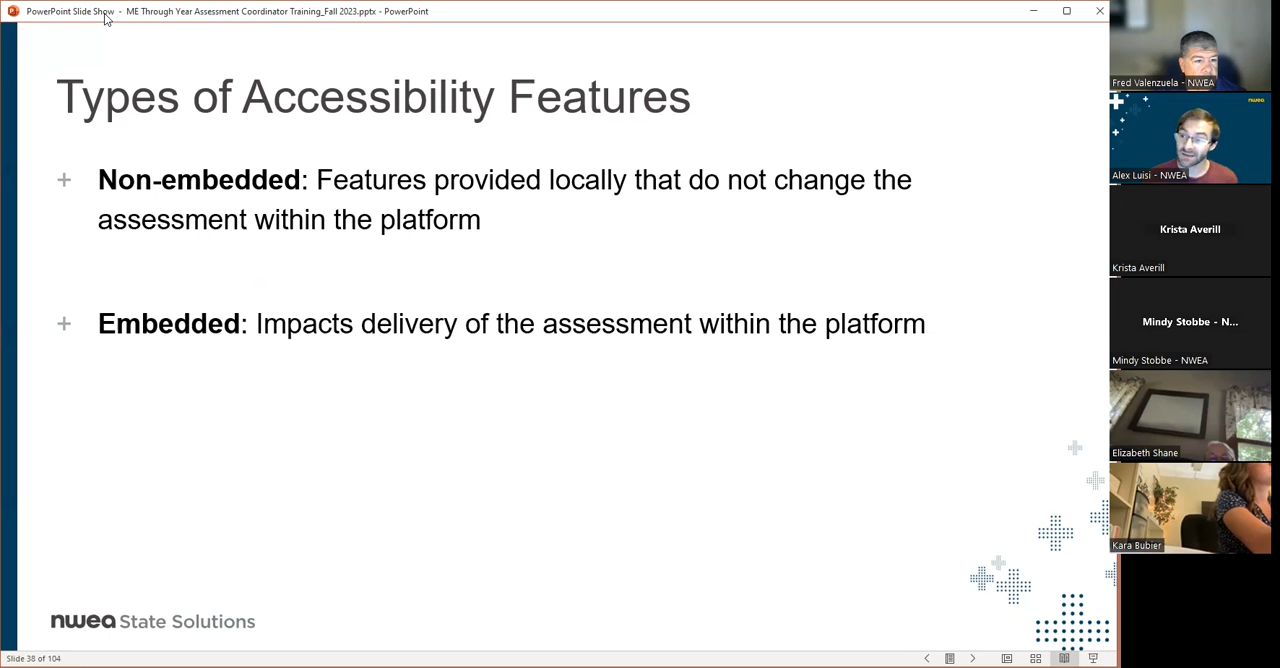 PowerPoint Slide Show - ME Through Year Assessment Coordinator Training_Fall 2023.pptx - PowerPoint
Types of Accessibility Features
+ Non-embedded: Features provided locally that do not change the
assessment within the platform
+ Embedded: Impacts delivery of the assessment within the platform
nwea State Solutions
Slide 38 of 104
Fred Valenzuela - NWEA
nwea
Alex Luisi - NWEA
Krista Averill
Krista Averill
Mindy Stobbe - N...
Mindy Stobbe - NWEA
Elizabeth Shane
Kara Bubier